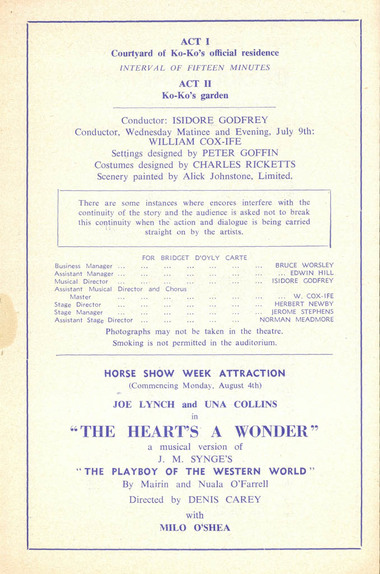 ACT I
Courtyard of Ko-Ko's official residence
INTERVAL OF FIFTEEN MINUTES
ACT II
Ko-Ko's garden
Conductor: ISIDORE GODFREY
Conductor, Wednesday Matinee and Evening, July 9th:
WILLIAM COX-IFE
Settings designed by PETER GOFFIN
Costumes designed by CHARLES RICKETTS
Scenery painted by Alick Johnstone, Limited.
There are some instances where encores interfere with the
continuity of the story and the audience is asked not to break
this continuity when the action and dialogue is being carried
straight on by the artists.
FOR BRIDGET D'OYLY CARTE
Business Manager ... ... ... ... ... ... BRUCE WORSLEY
Assistant Manager ... ... ... ... ... ... ... EDWIN HILL
Musical Director ... ... ... ... ... ... ISIDORE GODFREY
Assistant Musical Director and Chorus
Master ... ... ... ... ... ... ... W. COX-IFE
Stage Director ... ... ... ... ... ... HERBERT NEWBY
Stage Manager ... ... ... ... ... ... JEROME STEPHENS
Assistant Stage Director ... ... ... ... ... NORMAN MEADMORE
Photographs may not be taken in the theatre.
Smoking is not permitted in the auditorium.
HORSE SHOW WEEK ATTRACTION
(Commencing Monday, August 4th)
JOE LYNCH and UNA COLLINS
in
"THE HEART'S A WONDER"
a musical version of
J. M. SYNGE'S
"THE PLAYBOY OF THE WESTERN WORLD"
By Mairin and Nuala O'Farrell
Directed by DENIS CAREY
with
MILO O'SHEA